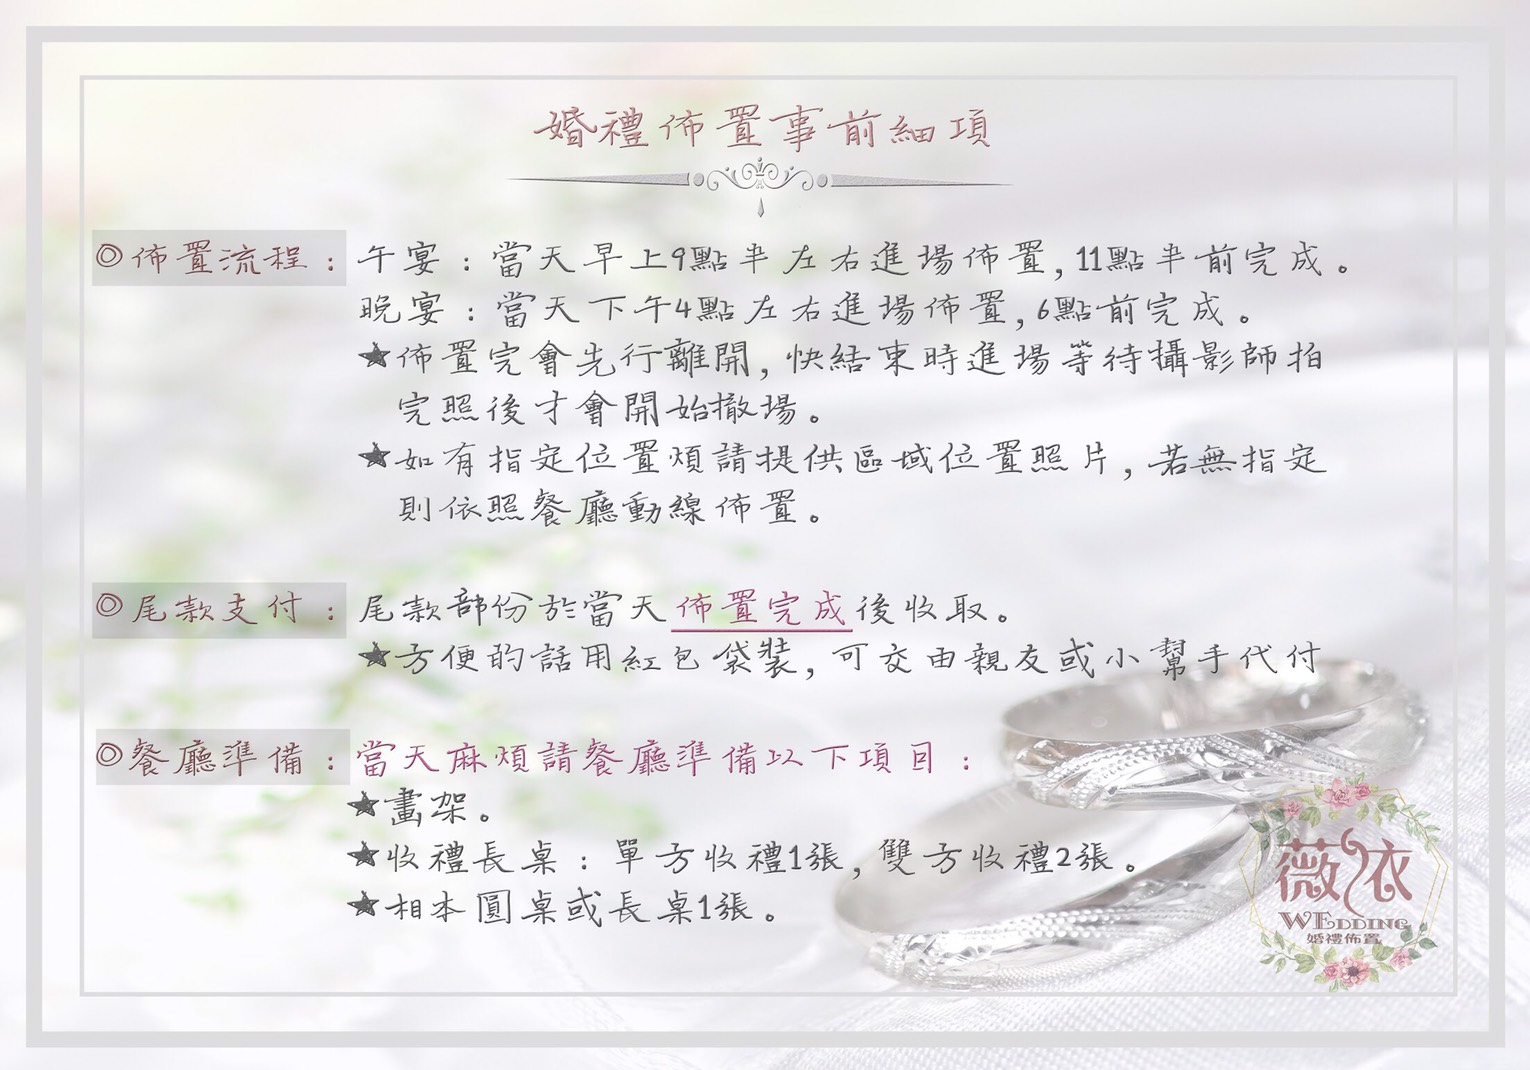 婚禮佈置事前細項
◎佈置流程：午宴：當天早上9點半左右進場佈置,11點半前完成。
晚宴：當天下午4點左右進場佈置,6點前完成。
★佈置完會先行離開,快結束時進場等待攝影師拍
完照後才會開始撤場。
★如有指定位置煩請提供區域位置照片,若無指定
則依照餐廳動線佈置。
◎尾款支付：尾款部份於當天佈置完成後收取。
★方便的話用紅包袋裝,可交由親友或小幫手代付
◎餐廳準備：當天麻煩請餐廳準備以下項目：
★畫架。
★收禮長桌：單方收禮1張,雙方收禮2張。
★相本圓桌或長桌1張。
薇依
WEDDING
婚禮佈置